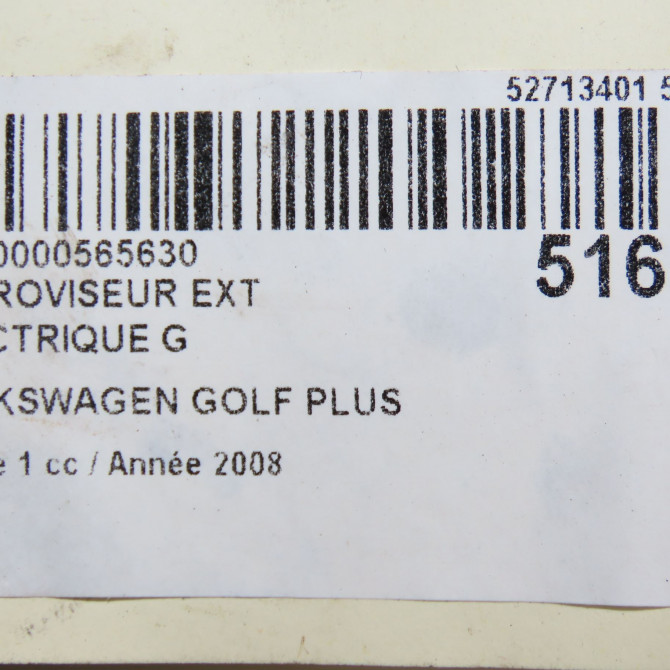 52713401 5
0000565630
516
ROVISEUR EXT
CTRIQUE G
KSWAGEN GOLF PLUS
e 1 cc / Année 2008